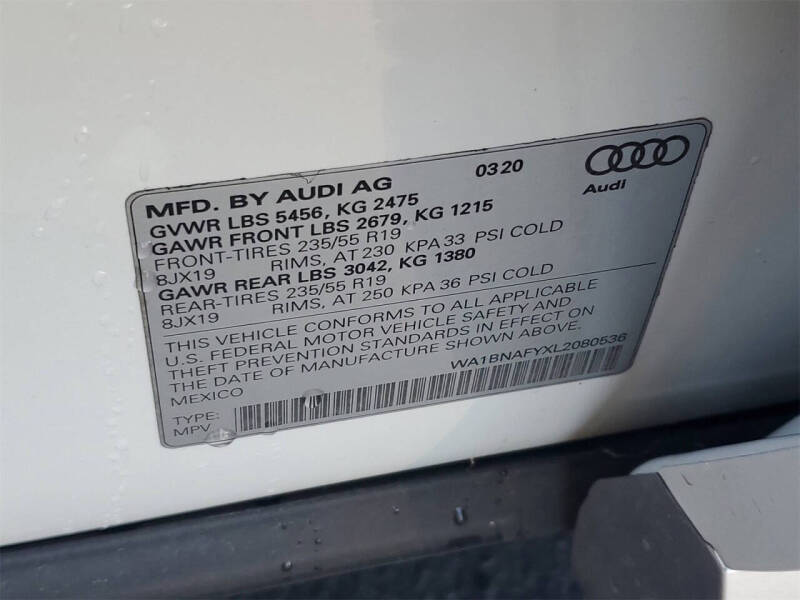 MFD. BY AUDI AG 0320
Audi
GVWR LBS 5456, KG 2475
GAWR FRONT LBS 2679, KG 1215
FRONT-TIRES 235/55 R19
8JX19 RIMS, AT 230 KPA 33 PSI COLD
GAWR REAR LBS 3042, KG 1380
REAR-TIRES 235/55 R19
8JX19 RIMS, AT 250 KPA 36 PSI COLD
THIS VEHICLE CONFORMS TO ALL APPLICABLE
U.S. FEDERAL MOTOR VEHICLE SAFETY AND
THEFT PREVENTION STANDARDS IN EFFECT ON
THE DATE OF MANUFACTURE SHOWN ABOVE.
MEXICO WA1BNAFYXL2080536
TYPE:
MPV